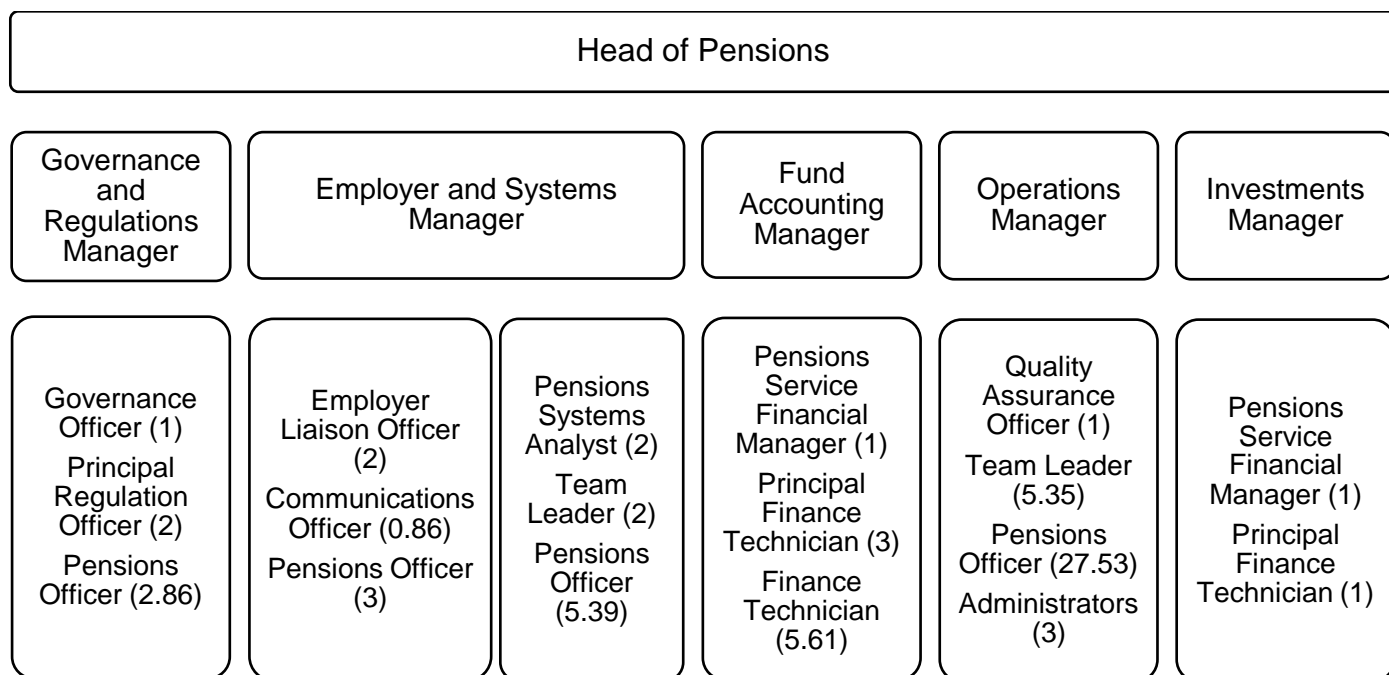 Head of Pensions
Governance
and
Regulations
Manager
Employer and Systems
Manager
Fund
Accounting
Manager
Operations
Manager
Investments
Manager
Governance
Officer (1)
Principal
Regulation
Officer (2)
Pensions
Officer (2.86)
Employer
Liaison Officer
(2)
Communications
Officer (0.86)
Pensions Officer
(3)
Pensions
Systems
Analyst (2)
Team
Leader (2)
Pensions
Officer
(5.39)
Pensions
Service
Financial
Manager (1)
Principal
Finance
Technician (3)
Finance
Technician
(5.61)
Quality
Assurance
Officer (1)
Team Leader
(5.35)
Pensions
Officer (27.53)
Administrators
(3)
Pensions
Service
Financial
Manager (1)
Principal
Finance
Technician (1)